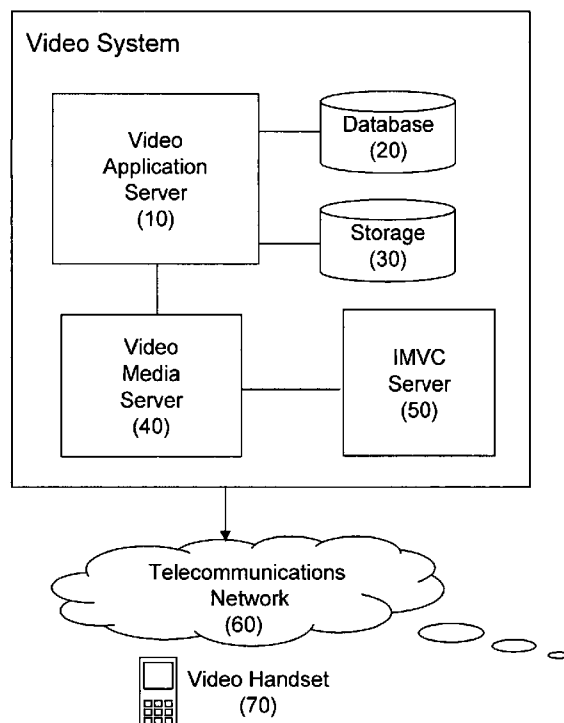 Video System
Video
Application
Server
(10)
Database
(20)
Storage
(30)
Video
Media
Server
(40)
IMVC
Server
(50)
Telecommunications
Network
(60)
Video Handset
(70)